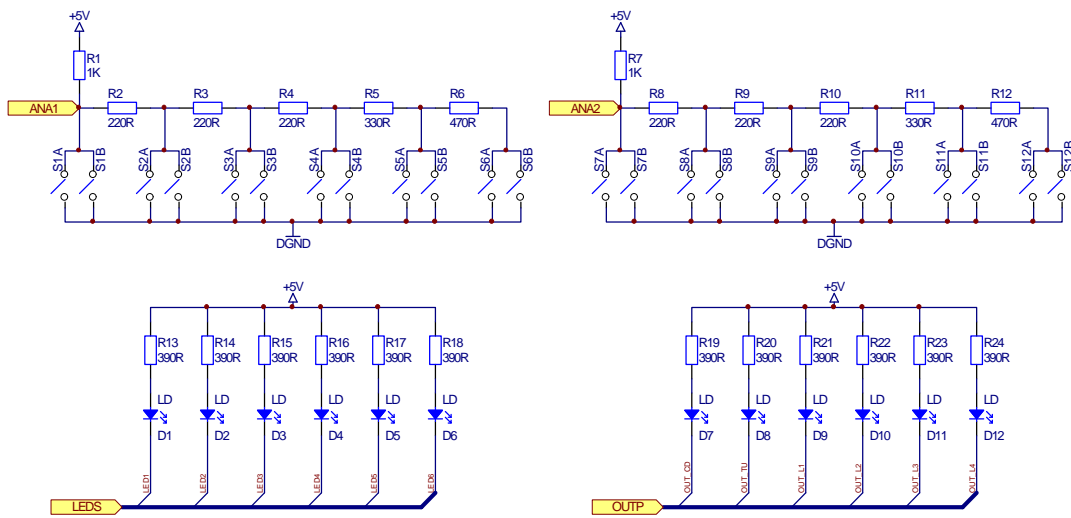 +5V
R1
1K
ANA1
R2
220R
R3
220R
R4
220R
R5
330R
R6
470R
S1A
S1B
S2A
S2B
S3A
S3B
S4A
S4B
S5A
S5B
S6A
S6B
DGND
+5V
R7
1K
ANA2
R8
220R
R9
220R
R10
220R
R11
330R
R12
470R
S7A
S7B
S8A
S8B
S9A
S9B
S10A
S10B
S11A
S11B
S12A
S12B
DGND
+5V
R13
390R
R14
390R
R15
390R
R16
390R
R17
390R
R18
390R
LD
D1
LD
D2
LD
D3
LD
D4
LD
D5
LD
D6
LED1
LED2
LED3
LED4
LED5
LED6
LEDS
+5V
R19
390R
R20
390R
R21
390R
R22
390R
R23
390R
R24
390R
LD
D7
LD
D8
LD
D9
LD
D10
LD
D11
LD
D12
OUT_CD
OUT_TU
OUT_L1
OUT_L2
OUT_L3
OUT_L4
OUTP